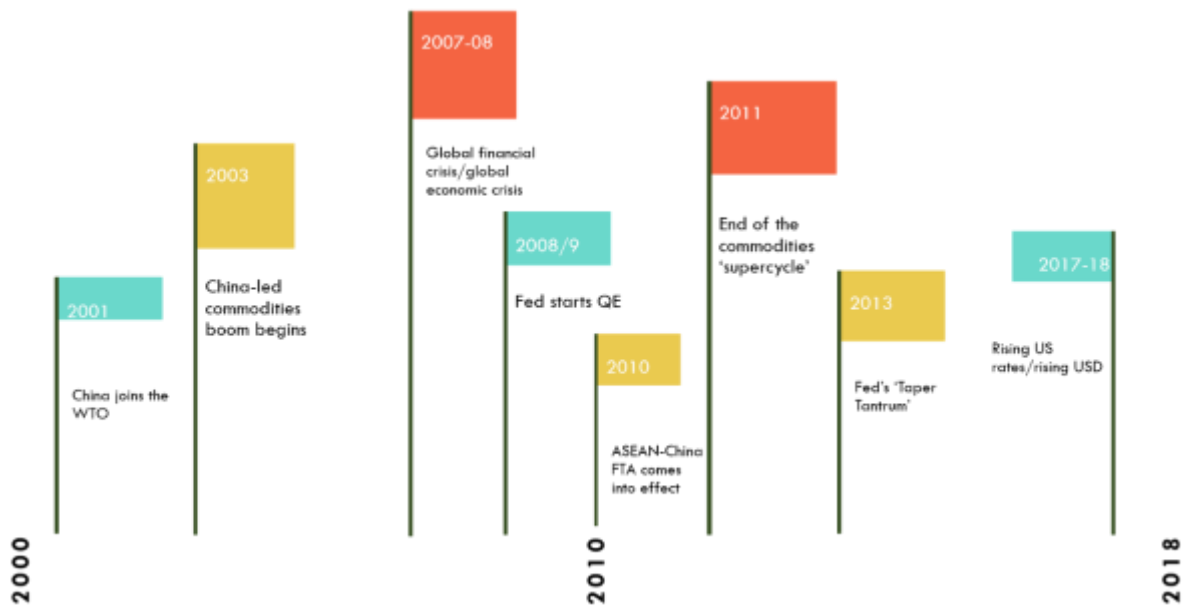 2001
China joins the
WTO
2003
China-led
commodities
boom begins
2007-08
Global financial
crisis/global
economic crisis
2008/9
Fed starts QE
2010
ASEAN-China
FTA comes
into effect
2011
End of the
commodities
‘supercycle’
2013
Fed’s ‘Taper
Tantrum’
2017-18
Rising US
rates/rising USD
2000
2010
2018